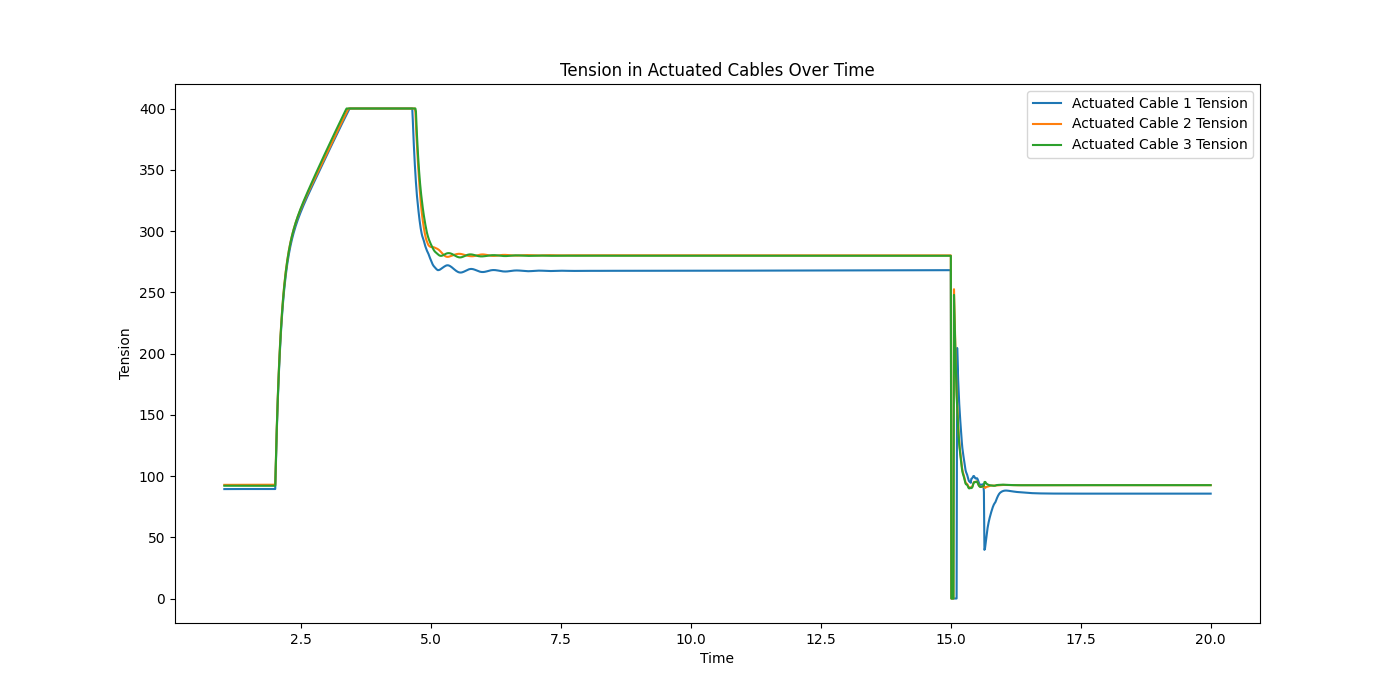 Tension in Actuated Cables Over Time
Actuated Cable 1 Tension
Actuated Cable 2 Tension
Actuated Cable 3 Tension
Tension
400
350
300
250
200
150
100
50
0
2.5 5.0 7.5 10.0 12.5 15.0 17.5 20.0
Time